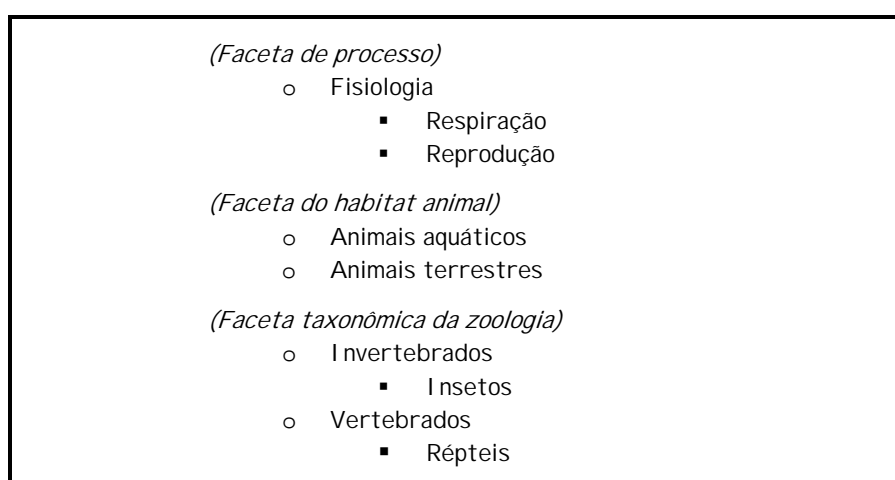 (Faceta de processo)
o Fisiologia
▪ Respiração
▪ Reprodução
(Faceta do habitat animal)
o Animais aquáticos
o Animais terrestres
(Faceta taxonômica da zoologia)
o Invertebrados
▪ Insetos
o Vertebrados
▪ Répteis